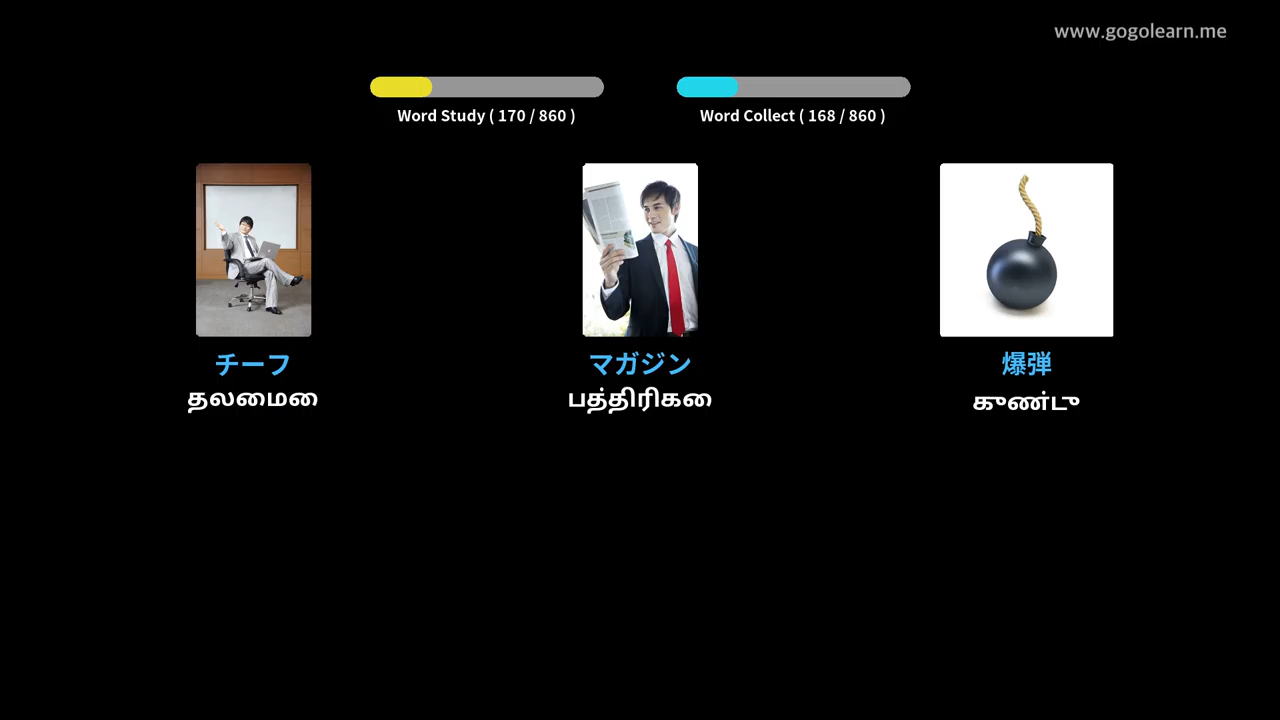 www.gogolearn.me
Word Study ( 170 / 860 )
Word Collect ( 168 / 860 )
チーフ
தலைமை
マガジン
பத்திரிகை
爆弾
குண்டு